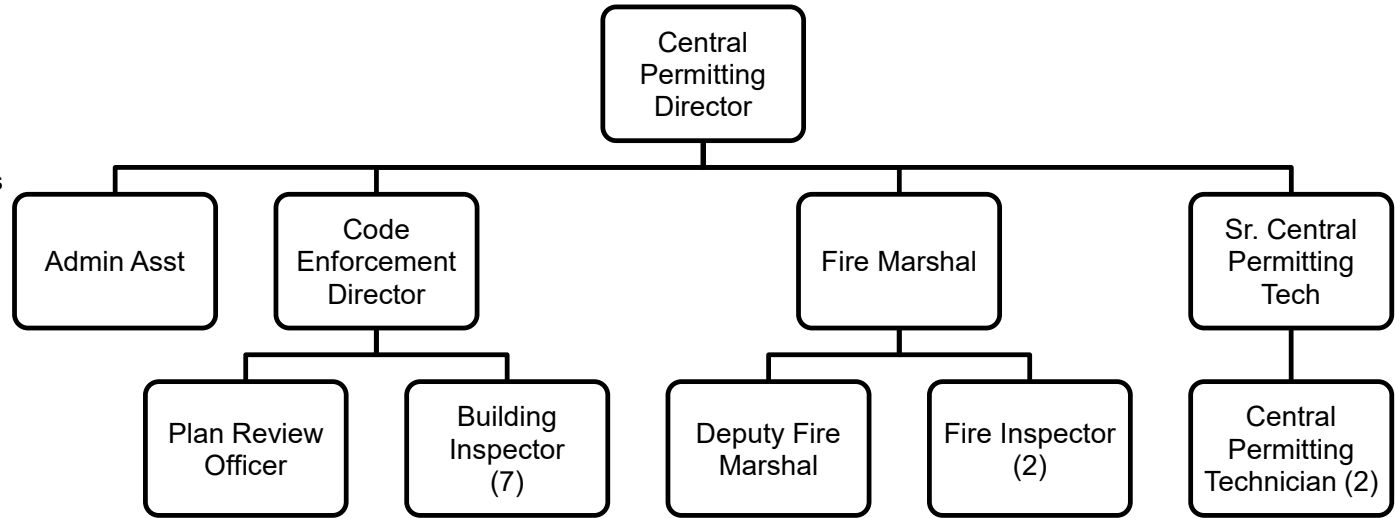 Central
Permitting
Director
s
Admin Asst
Code
Enforcement
Director
Fire Marshal
Sr. Central
Permitting
Tech
Plan Review
Officer
Building
Inspector
(7)
Deputy Fire
Marshal
Fire Inspector
(2)
Central
Permitting
Technician (2)